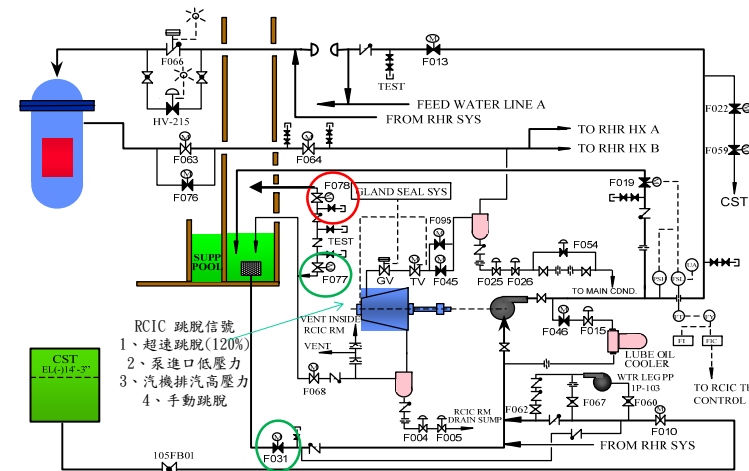 F066
F013
TEST
F022
HV-215
FEED WATER LINE A
FROM RHR SYS
TO RHR HX A
F063
F064
TO RHR HX B
F059
F076
F078
GLAND SEAL SYS
F019
CST
F095
TEST
SUPP
POOL
F077
GV
TV
F045
F025
F026
F054
TO MAIN COND.
RCIC 跳脫信號
1、超速跳脫(120%)
2、泵進口低壓力
3、汽機排汽高壓力
4、手動跳脫
VENT INSIDE
RCIC RM
VENT
F046
F015
LUBE OIL
COOLER
FI
FIC
CST
EL(-)14'-3"
F068
WTR LEG PP
1P-103
TO RCIC TE
CONTROL
F004
F005
RCIC RM
DRAIN SUMP
F062
F067
F060
F010
F031
FROM RHR SYS
105FB01